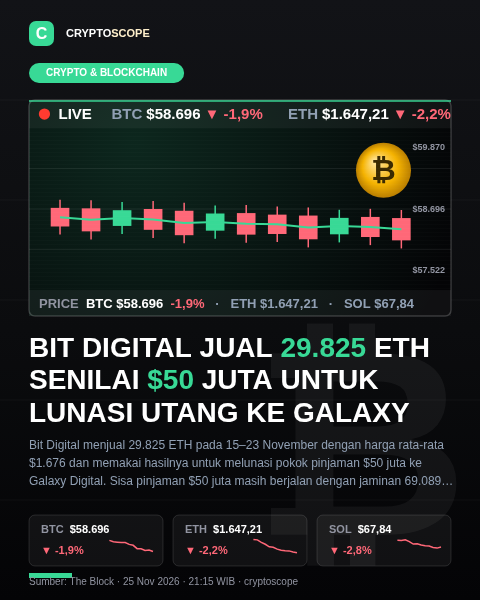 C CRYPTOSCOPE
CRYPTO & BLOCKCHAIN
LIVE BTC $58.696 ▼ -1,9% ETH $1.647,21 ▼ -2,2%
$59.870
$58.696
$57.522
PRICE BTC $58.696 -1,9% · ETH $1.647,21 · SOL $67,84
BIT DIGITAL JUAL 29.825 ETH
SENILAI $50 JUTA UNTUK
LUNASI UTANG KE GALAXY
Bit Digital menjual 29.825 ETH pada 15–23 November dengan harga rata-rata
$1.676 dan memakai hasilnya untuk melunasi pokok pinjaman $50 juta ke
Galaxy Digital. Sisa pinjaman $50 juta masih berjalan dengan jaminan 69.089…
BTC $58.696
▼ -1,9%
ETH $1.647,21
▼ -2,2%
SOL $67,84
▼ -2,8%
Sumber: The Block · 25 Nov 2026 · 21:15 WIB · cryptoscope